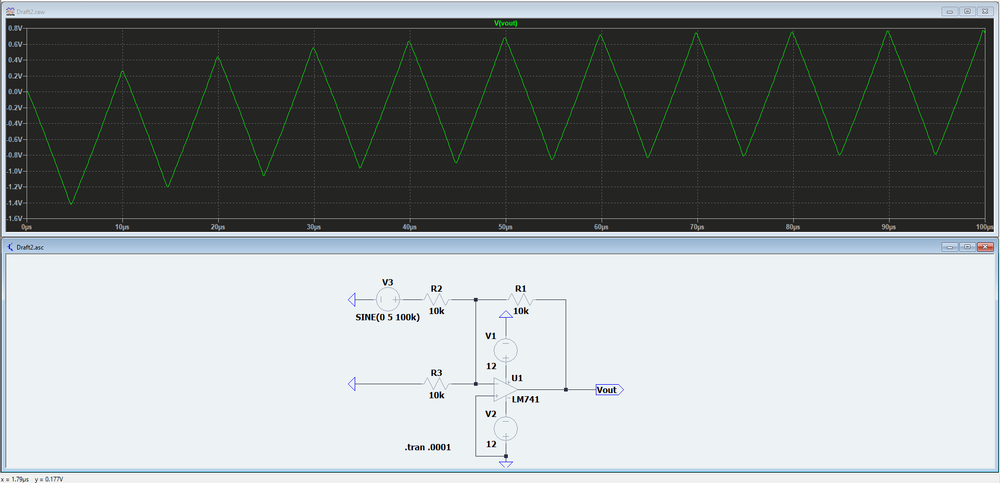 Draft2.raw
V(vout)
0.8V
0.6V
0.4V
0.2V
0.0V
-0.2V
-0.4V
-0.6V
-0.8V
-1.0V
-1.2V
-1.4V
-1.6V
0µs 10µs 20µs 30µs 40µs 50µs 60µs 70µs 80µs 90µs 100µs
Draft2.asc
V3
SINE(0 5 100k)
R2
10k
R1
10k
V1
12
R3
10k
U1
LM741
Vout
V2
12
.tran .0001
x = 1.79µs y = 0.177V